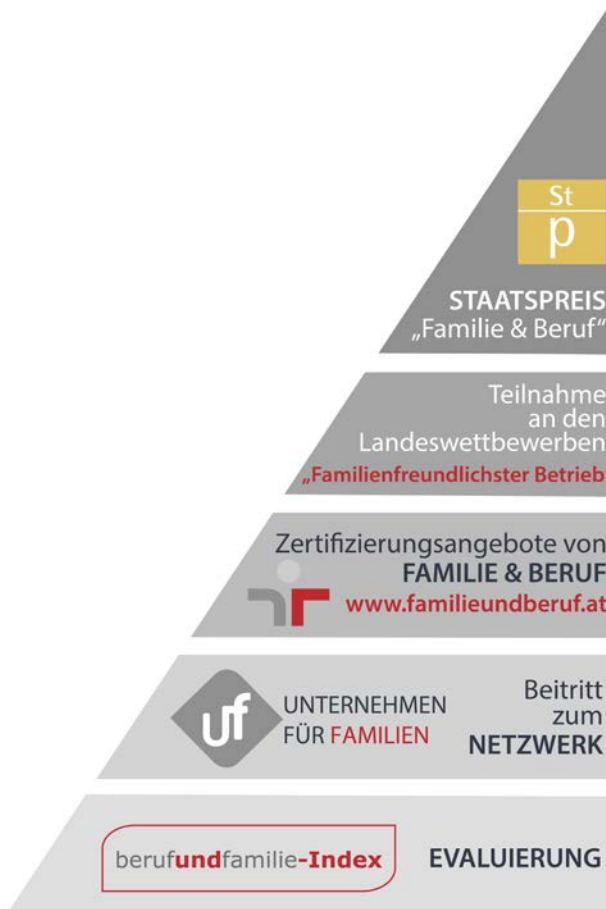 St
p
STAATSPREIS
„Familie & Beruf“
Teilnahme
an den
Landeswettbewerben
„Familienfreundlichster Betrieb
Zertifizierungsangebote von
FAMILIE & BERUF
www.familieundberuf.at
uf
UNTERNEHMEN
FÜR FAMILIEN
Beitritt
zum
NETZWERK
berufundfamilie-Index
EVALUIERUNG